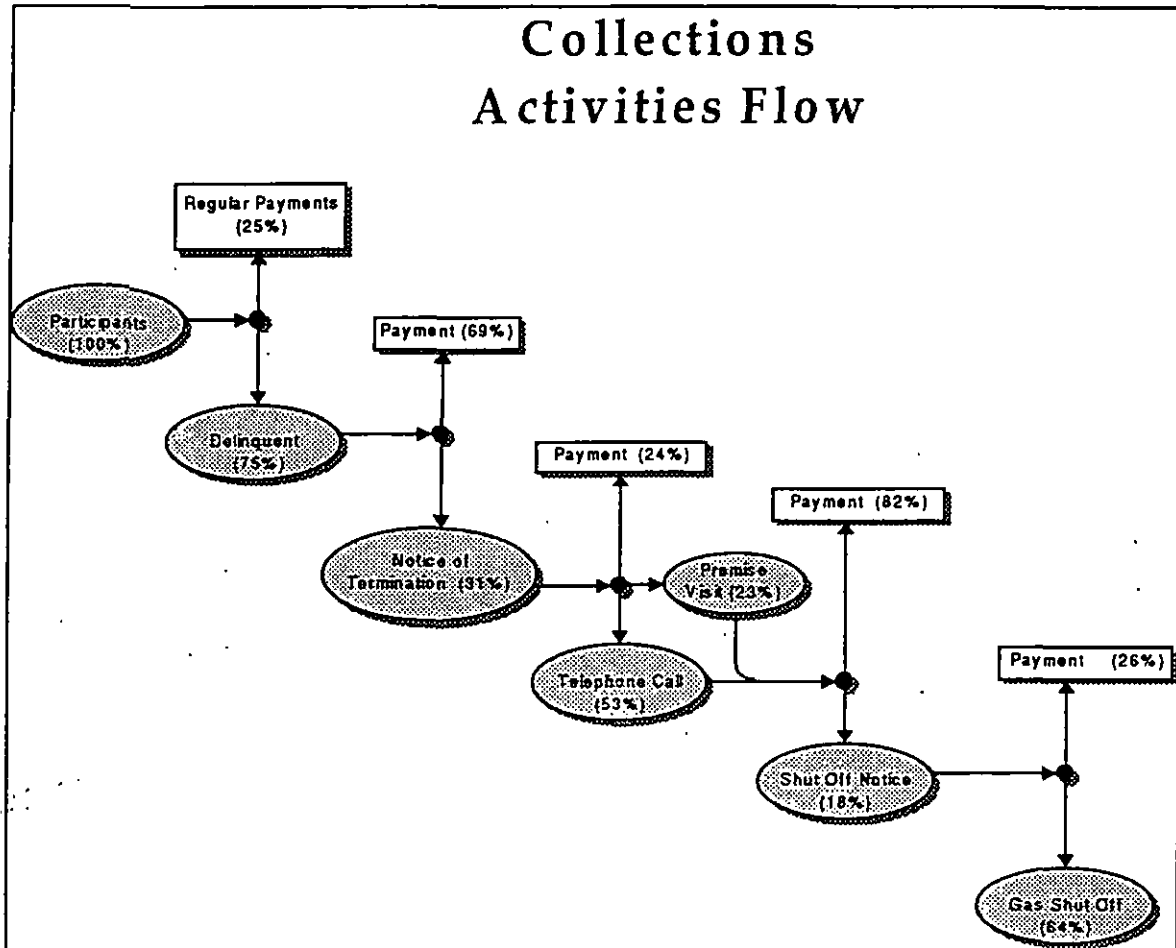 Collections
Activities Flow
Regular Payments
(25%)
Participants
(100%)
Payment (69%)
Delinquent
(75%)
Payment (24%)
Payment (82%)
Notice of
Termination (31%)
Premise
Visit (23%)
Telephone Call
(53%)
Payment (26%)
Shut Off Notice
(18%)
Gas Shut Off
(64%)